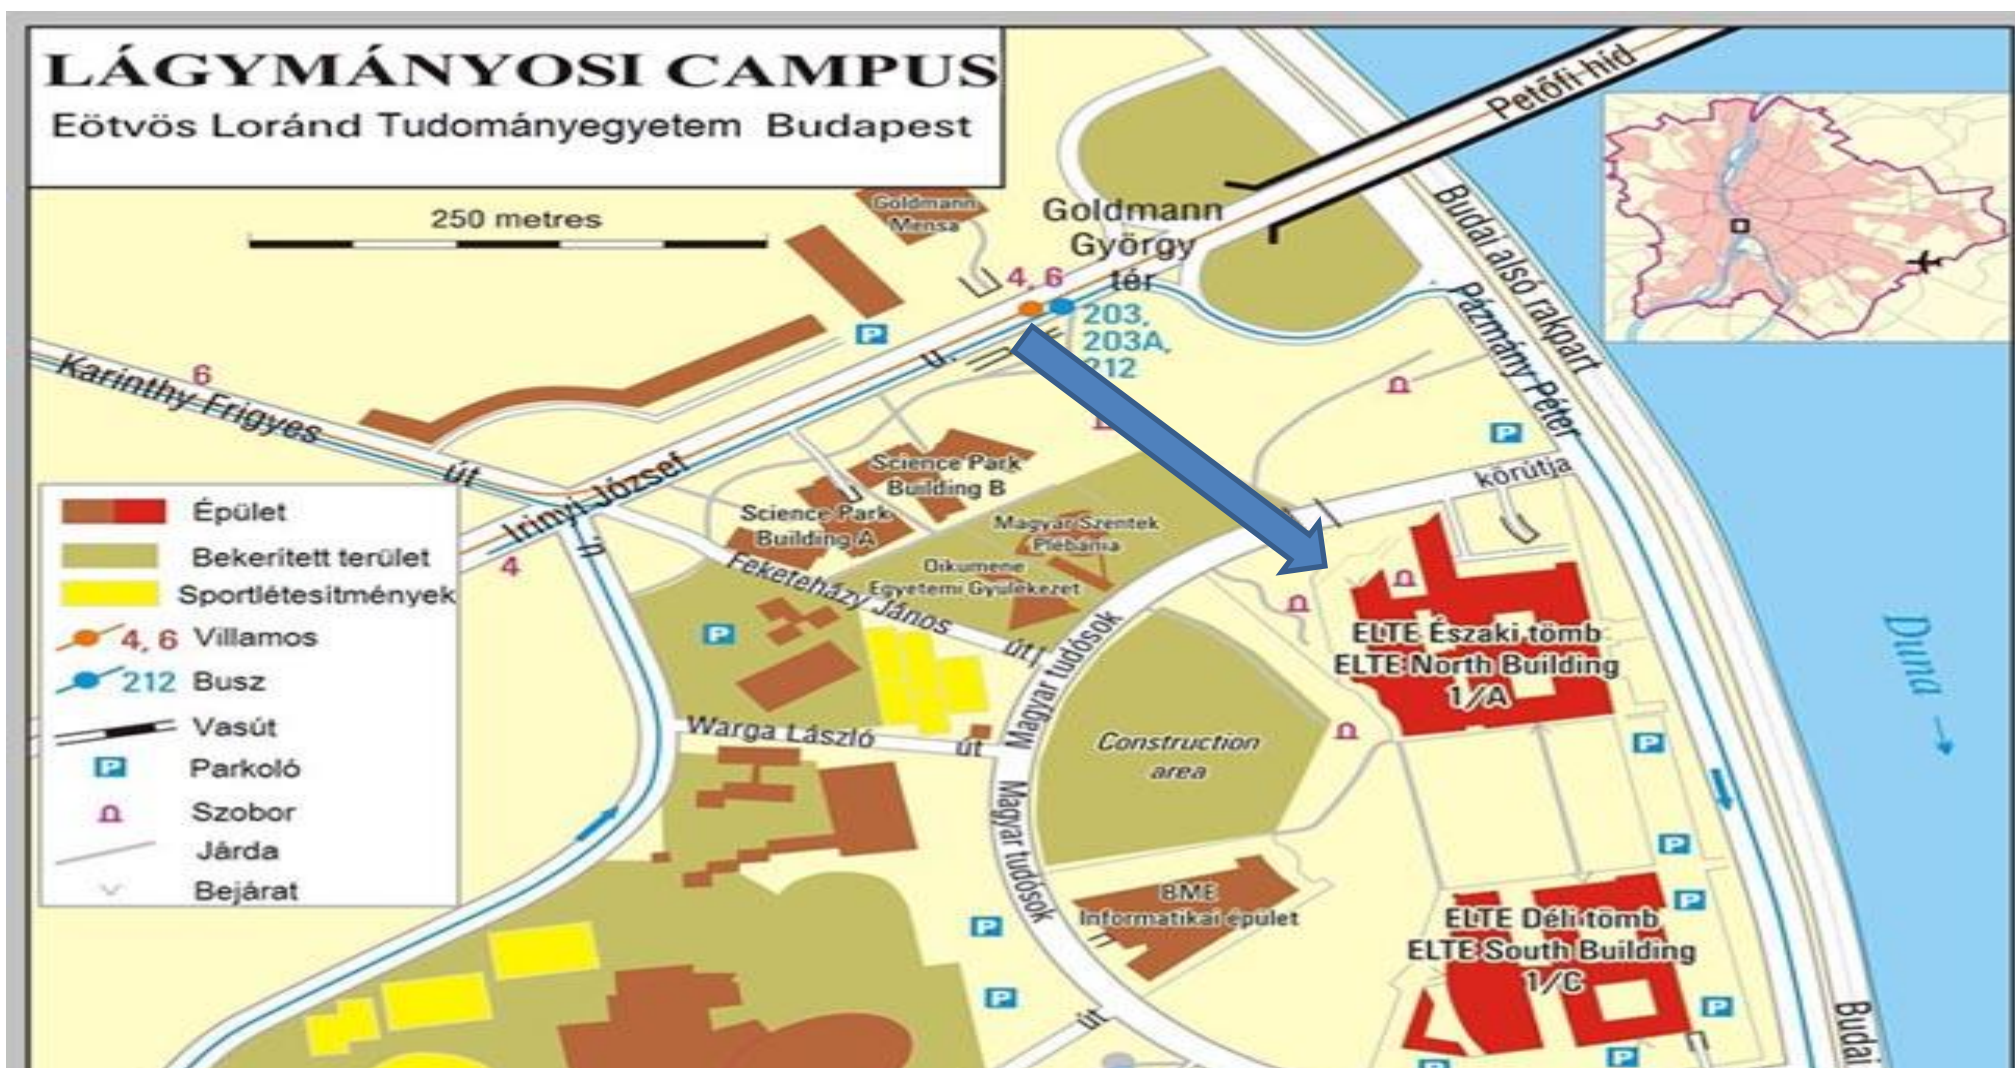 LÁGYMÁNYOSI CAMPUS
Eötvös Loránd Tudományegyetem Budapest
250 metres
Goldmann
Mensa
Goldmann
György
tér
4, 6
203,
203A,
212
Petőfi híd
Budai alsó rakpart
Pázmány Péter
körútja
P
Karinthy Frigyes
út
6
Irinyi József
u.
4
Science Park
Building B
Science Park
Building A
Magyar Szentek
Plébánia
Oikumene
Egyetemi Gyülekezet
Feketeházy János
út
Épület
Bekerített terület
Sportlétesítmények
4, 6 Villamos
212 Busz
Vasút
P Parkoló
Szobor
Járda
Bejárat
P
P
Warga László
út
Magyar tudósok
Magyar tudósok
Construction
area
ELTE Északi tömb
ELTE North Building
1/A
P
P
P
P
P
P
BME
Informatikai épület
út
ELTE Déli tömb
ELTE South Building
1/C
P
P
P
Duna
Budai